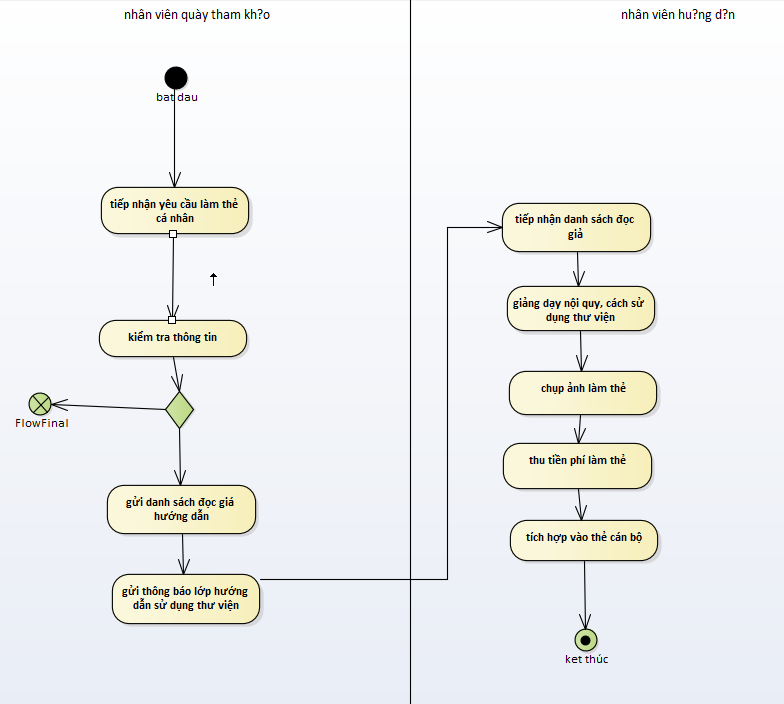 nhân viên quày tham kh?o
nhân viên hu?ng d?n
bat dau
tiếp nhận yêu cầu làm thẻ
cá nhân
kiểm tra thông tin
FlowFinal
gửi danh sách đọc giá
hướng dẫn
gửi thông báo lớp hướng
dẫn sử dụng thư viện
tiếp nhận danh sách đọc
giả
giảng dạy nội quy, cách sử
dụng thư viện
chụp ảnh làm thẻ
thu tiền phí làm thẻ
tích hợp vào thẻ cán bộ
ket thúc